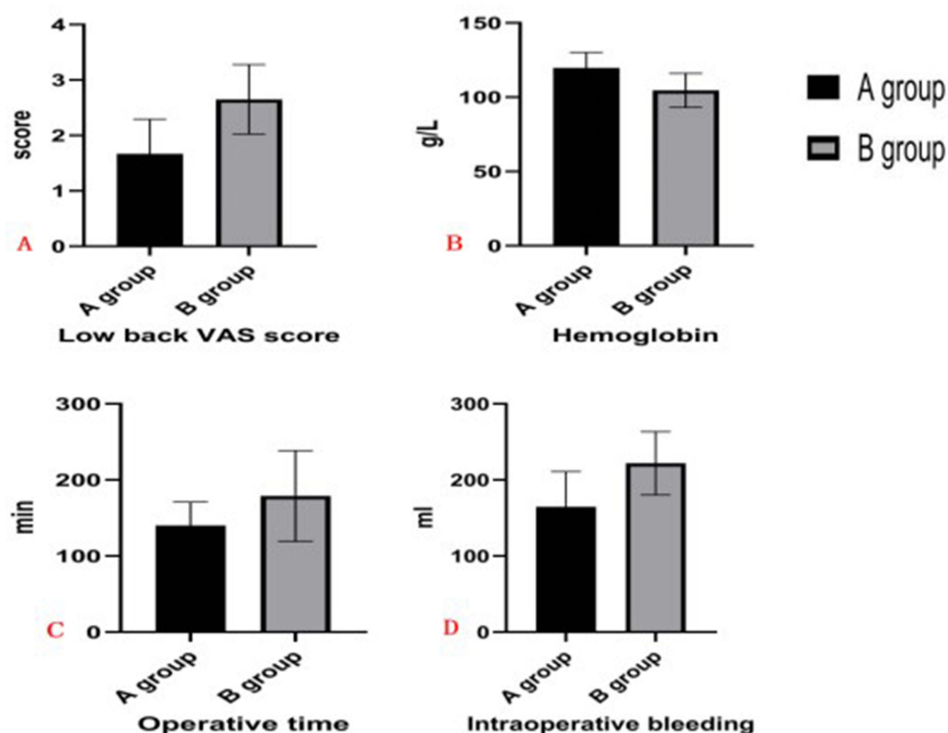 4
3
2
1
0
score
A
A group
B group
Low back VAS score
150
100
50
0
g/L
B
A group
B group
Hemoglobin
A group
B group
300
200
100
0
min
C
A group
B group
Operative time
300
200
100
0
ml
D
A group
B group
Intraoperative bleeding